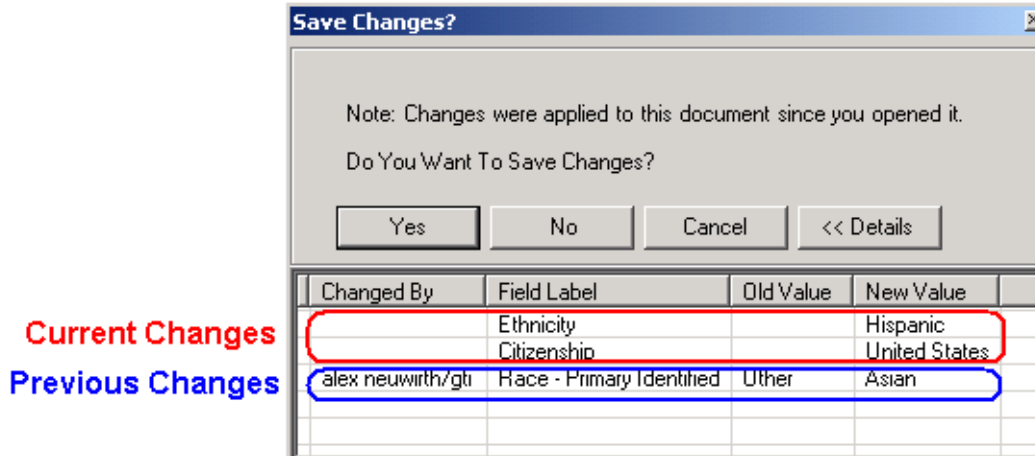 Save Changes?
Note: Changes were applied to this document since you opened it.
Do You Want To Save Changes?
Yes No Cancel << Details
Changed By Field Label Old Value New Value
Current Changes
Ethnicity Hispanic
Citizenship United States
Previous Changes
alex neuwirth/gti Race - Primary Identified Other Asian